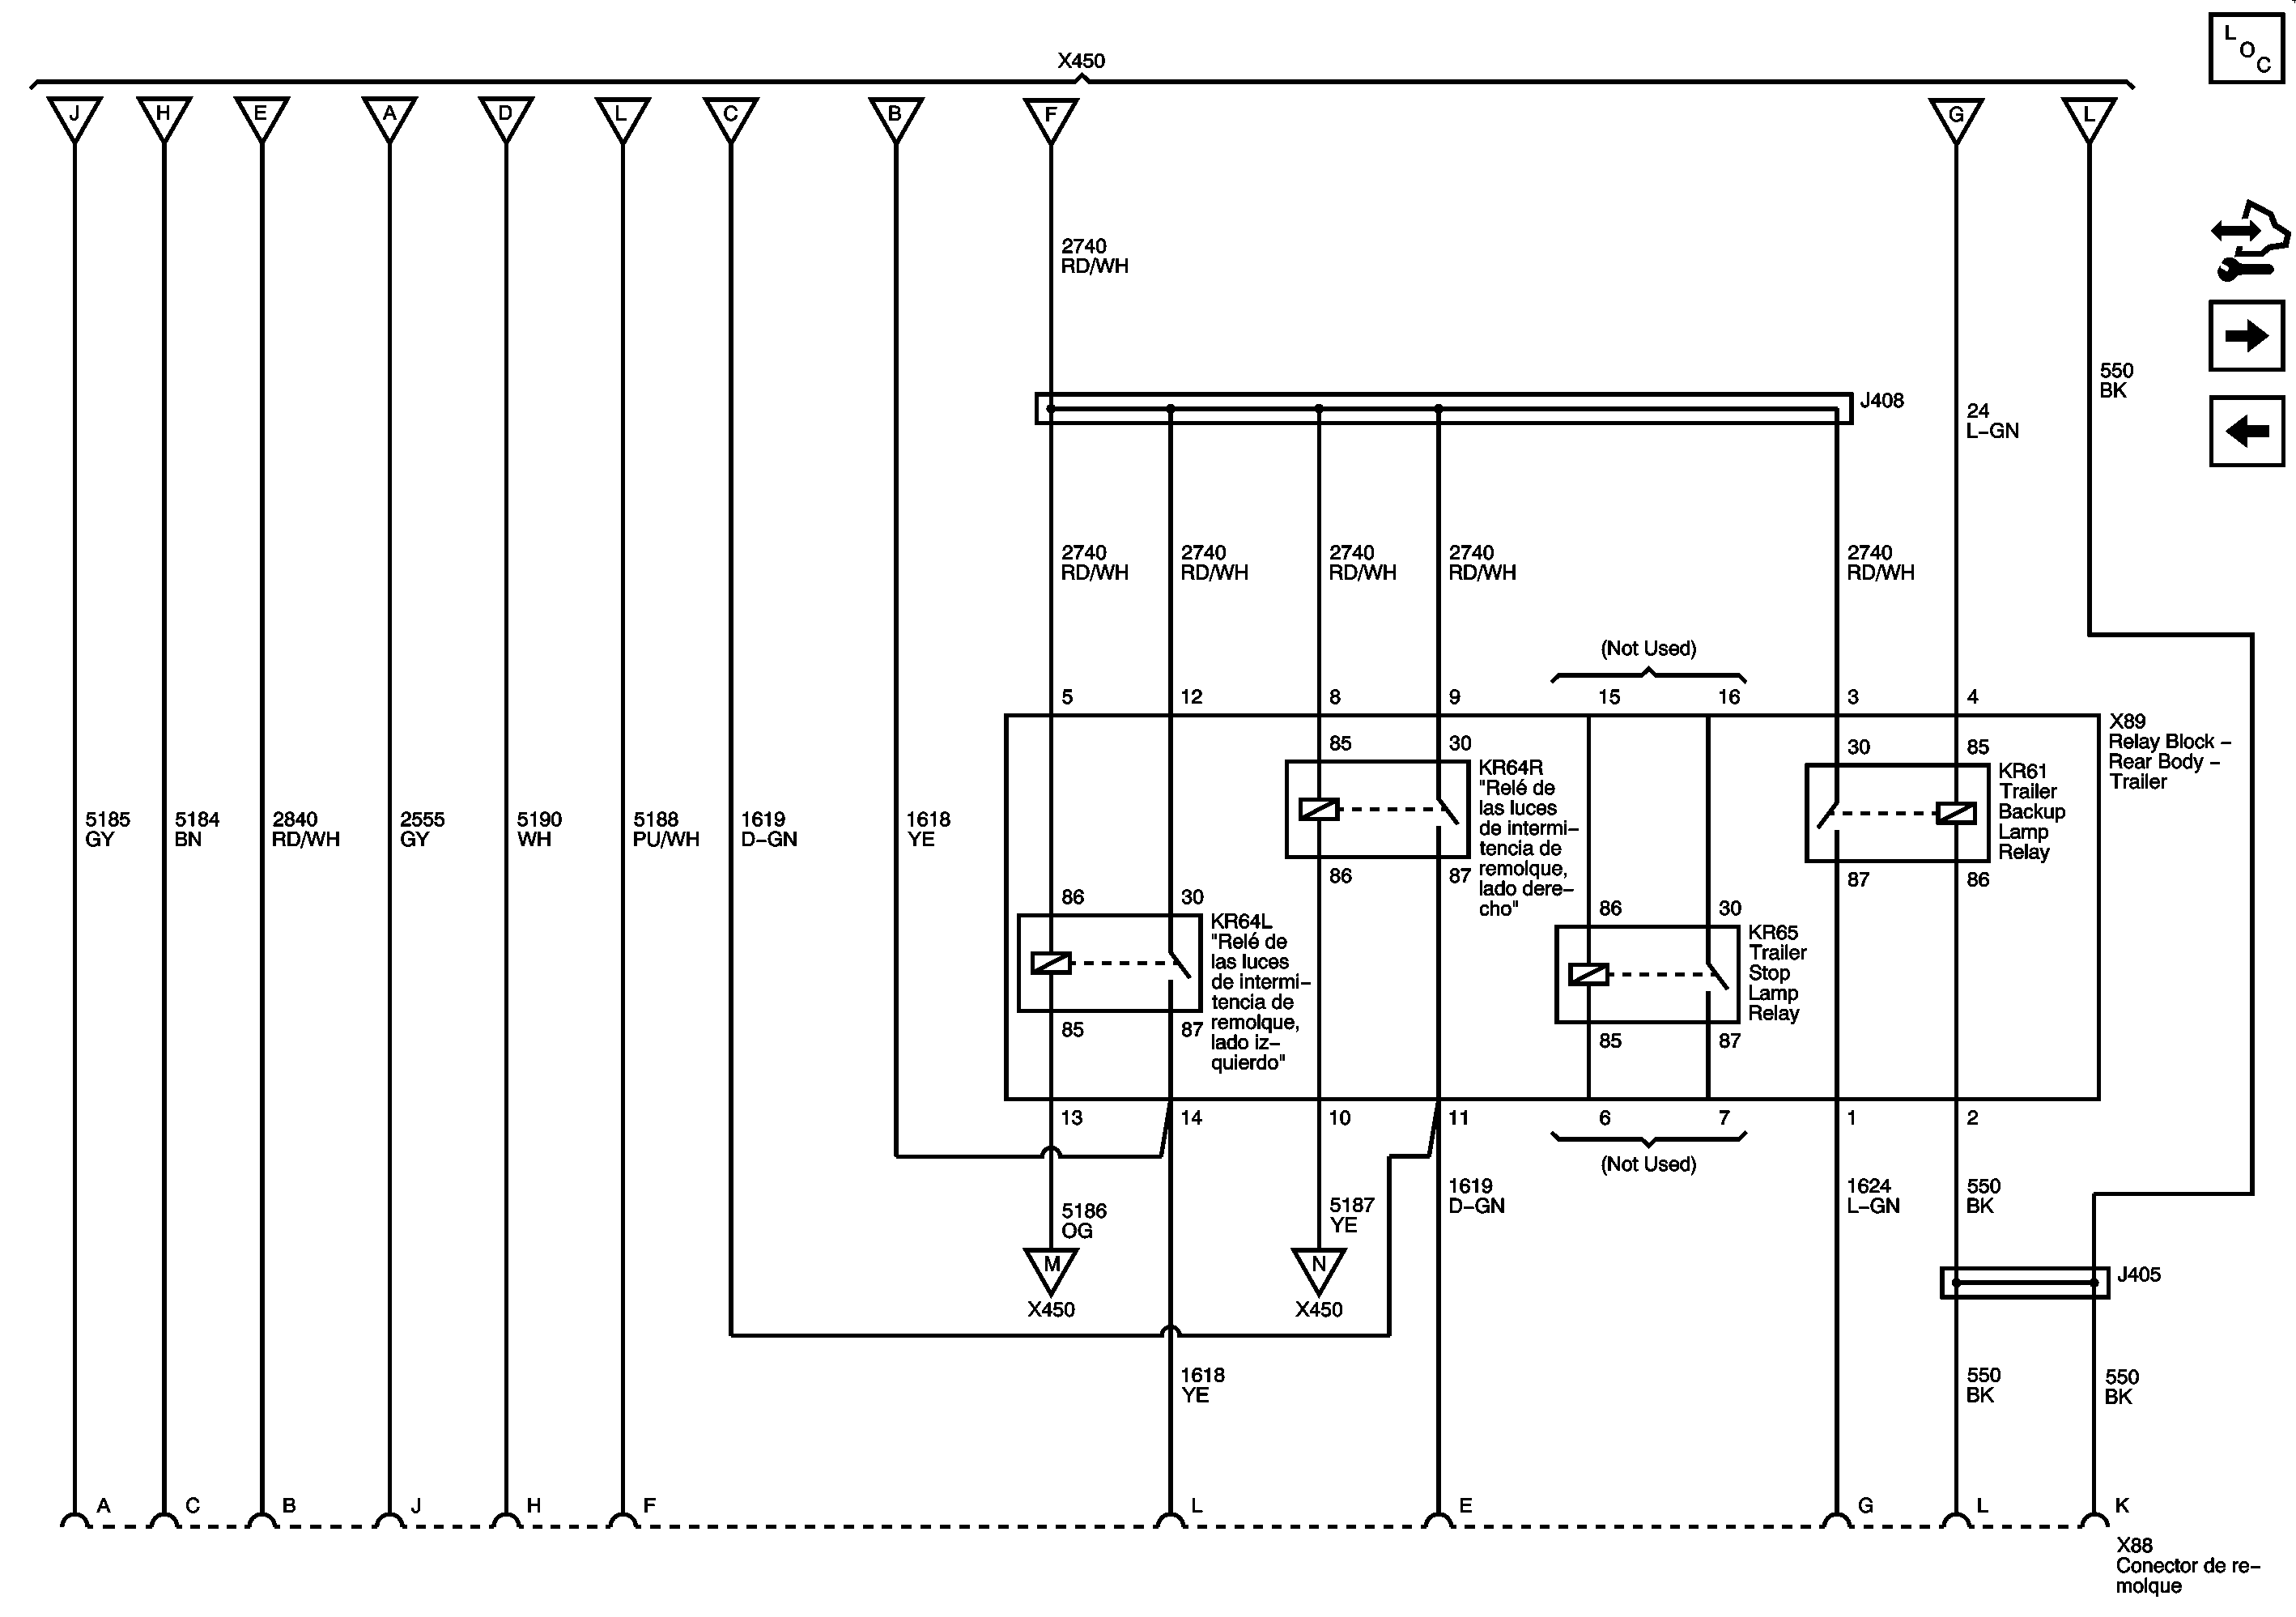 X450
L
O
C
J
H
E
A
D
L
C
B
F
G
L
2740
RD/WH
550
BK
J408
24
L-GN
2740
RD/WH
2740
RD/WH
2740
RD/WH
2740
RD/WH
2740
RD/WH
(Not Used)
5
12
8
9
15
16
3
4
X89
Relay Block -
Rear Body -
Trailer
85
30
30
85
KR64R
"Relé de
las luces
de intermi-
tencia de
remolque,
lado dere-
cho"
86
87
KR61
Trailer
Backup
Lamp
Relay
87
86
5185
GY
5184
BN
2840
RD/WH
2555
GY
5190
WH
5188
PU/WH
1619
D-GN
1618
YE
86
30
KR64L
"Relé de
las luces
de intermi-
tencia de
remolque,
lado iz-
quierdo"
85
87
86
30
KR65
Trailer
Stop
Lamp
Relay
85
87
13
14
10
11
6
7
1
2
(Not Used)
5186
OG
5187
YE
1619
D-GN
1624
L-GN
550
BK
M
X450
N
X450
J405
1618
YE
550
BK
550
BK
A
C
B
J
H
F
L
E
G
L
K
X88
Conector de re-
molque